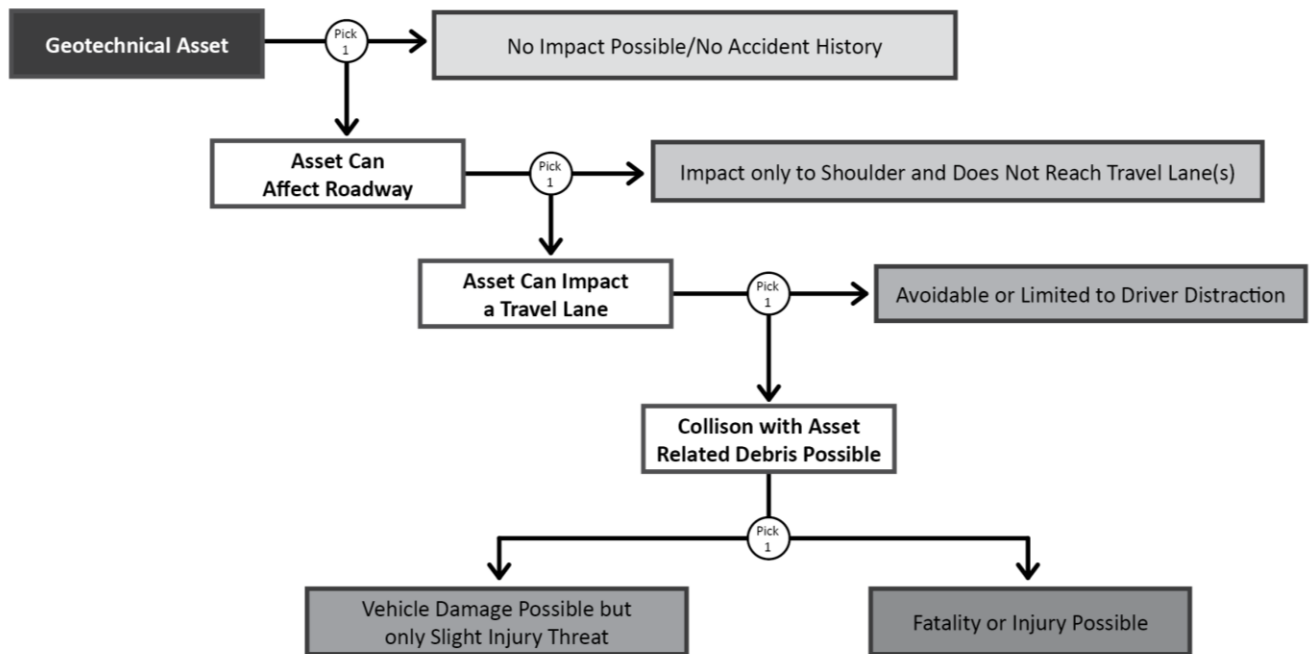 Geotechnical Asset
Pick
1
No Impact Possible/No Accident History
Asset Can
Affect Roadway
Pick
1
Impact only to Shoulder and Does Not Reach Travel Lane(s)
Asset Can Impact
a Travel Lane
Pick
1
Avoidable or Limited to Driver Distraction
Collison with Asset
Related Debris Possible
Pick
1
Vehicle Damage Possible but
only Slight Injury Threat
Fatality or Injury Possible